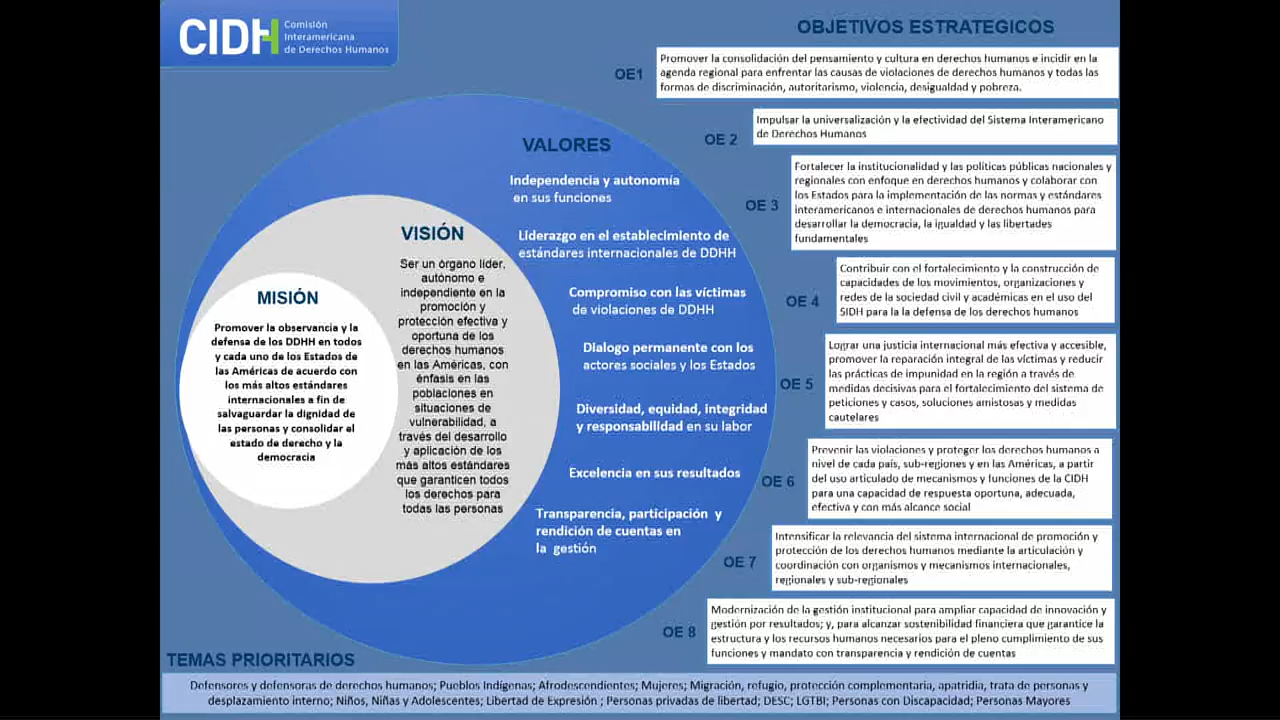 CIDH Comisión
Interamericana
de Derechos Humanos
MISIÓN
Promover la observancia y la
defensa de los DDHH en todos
y cada uno de los Estados de
las Américas de acuerdo con
los más altos estándares
internacionales a fin de
salvaguardar la dignidad de
las personas y consolidar el
estado de derecho y la
democracia
VISIÓN
Ser un órgano líder,
autónomo e
independiente en la
promoción y
protección efectiva y
oportuna de los
derechos humanos
en las Américas, con
énfasis en las
poblaciones en
situaciones de
vulnerabilidad, a
través del desarrollo
y aplicación de los
más altos estándares
que garanticen todos
los derechos para
todas las personas
VALORES
Independencia y autonomía
en sus funciones
Liderazgo en el establecimiento de
estándares internacionales de DDHH
Compromiso con las víctimas
de violaciones de DDHH
Dialogo permanente con los
actores sociales y los Estados
Diversidad, equidad, integridad
y responsabilidad en su labor
Excelencia en sus resultados
Transparencia, participación y
rendición de cuentas en
la gestión
OBJETIVOS ESTRATEGICOS
OE1
Promover la consolidación del pensamiento y cultura en derechos humanos e incidir en la
agenda regional para enfrentar las causas de violaciones de derechos humanos y todas las
formas de discriminación, autoritarismo, violencia, desigualdad y pobreza.
OE 2
Impulsar la universalización y la efectividad del Sistema Interamericano
de Derechos Humanos
OE 3
Fortalecer la institucionalidad y las políticas públicas nacionales y
regionales con enfoque en derechos humanos y colaborar con
los Estados para la implementación de las normas y estándares
interamericanos e internacionales de derechos humanos para
desarrollar la democracia, la igualdad y las libertades
fundamentales
OE 4
Contribuir con el fortalecimiento y la construcción de
capacidades de los movimientos, organizaciones y
redes de la sociedad civil y académicas en el uso del
SIDH para la la defensa de los derechos humanos
OE 5
Lograr una justicia internacional más efectiva y accesible,
promover la reparación integral de las víctimas y reducir
las prácticas de impunidad en la región a través de
medidas decisivas para el fortalecimiento del sistema de
peticiones y casos, soluciones amistosas y medidas
cautelares
OE 6
Prevenir las violaciones y proteger los derechos humanos a
nivel de cada país, sub-regiones y en las Américas, a partir
del uso articulado de mecanismos y funciones de la CIDH
para una capacidad de respuesta oportuna, adecuada,
efectiva y con más alcance social
OE 7
Intensificar la relevancia del sistema internacional de promoción y
protección de los derechos humanos mediante la articulación y
coordinación con organismos y mecanismos internacionales,
regionales y sub-regionales
OE 8
Modernización de la gestión institucional para ampliar capacidad de innovación y
gestión por resultados; y, para alcanzar sostenibilidad financiera que garantice la
estructura y los recursos humanos necesarios para el pleno cumplimiento de sus
funciones y mandato con transparencia y rendición de cuentas
TEMAS PRIORITARIOS
Defensores y defensoras de derechos humanos; Pueblos Indígenas; Afrodescendientes; Mujeres; Migración, refugio, protección complementaria, apatridia, trata de personas y
desplazamiento interno; Niños, Niñas y Adolescentes; Libertad de Expresión ; Personas privadas de libertad; DESC; LGTBI; Personas con Discapacidad; Personas Mayores